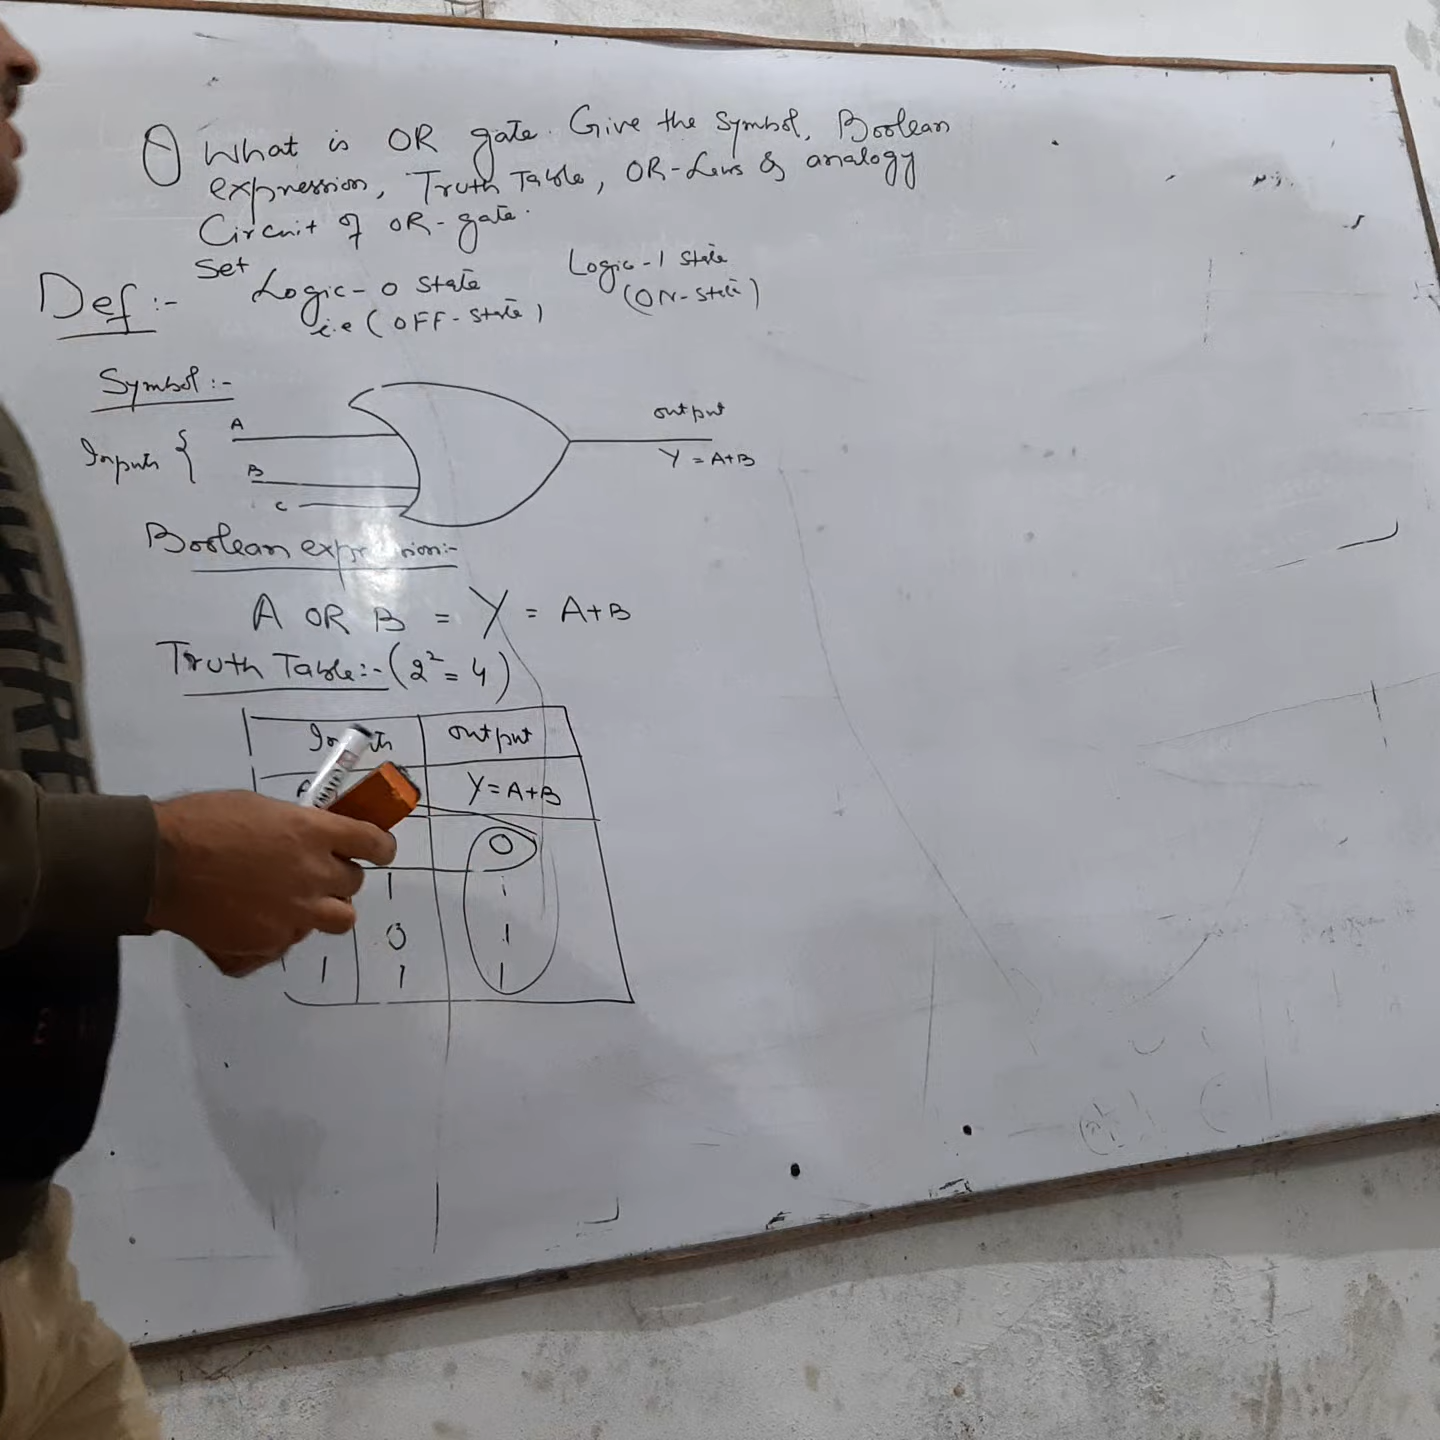 Q What is OR gate. Give the Symbol, Boolean
expression, Truth Table, OR-Laws & analogy
Circuit of OR-gate.
Def:- Set Logic-0 state Logic-1 state
i.e (OFF-state) (ON-state)
Symbol:-
Inputs { A
B
C
output
Y = A+B
Boolean expression:-
A OR B = Y = A+B
Truth Table:- (2² = 4)
Inputs output
A Y = A+B
0
1 1
0 1
1 1 1